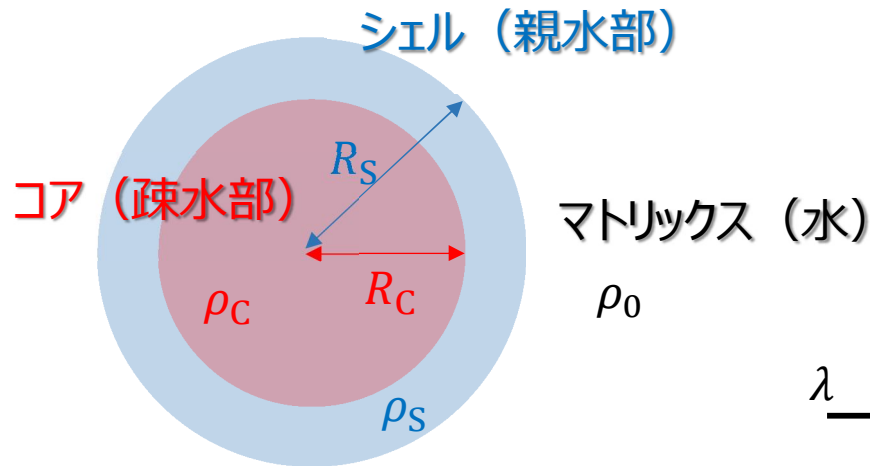 シェル（親水部）
R_S
コア（疎水部）
マトリックス（水）
ρ_C
R_C
ρ_0
λ
ρ_S